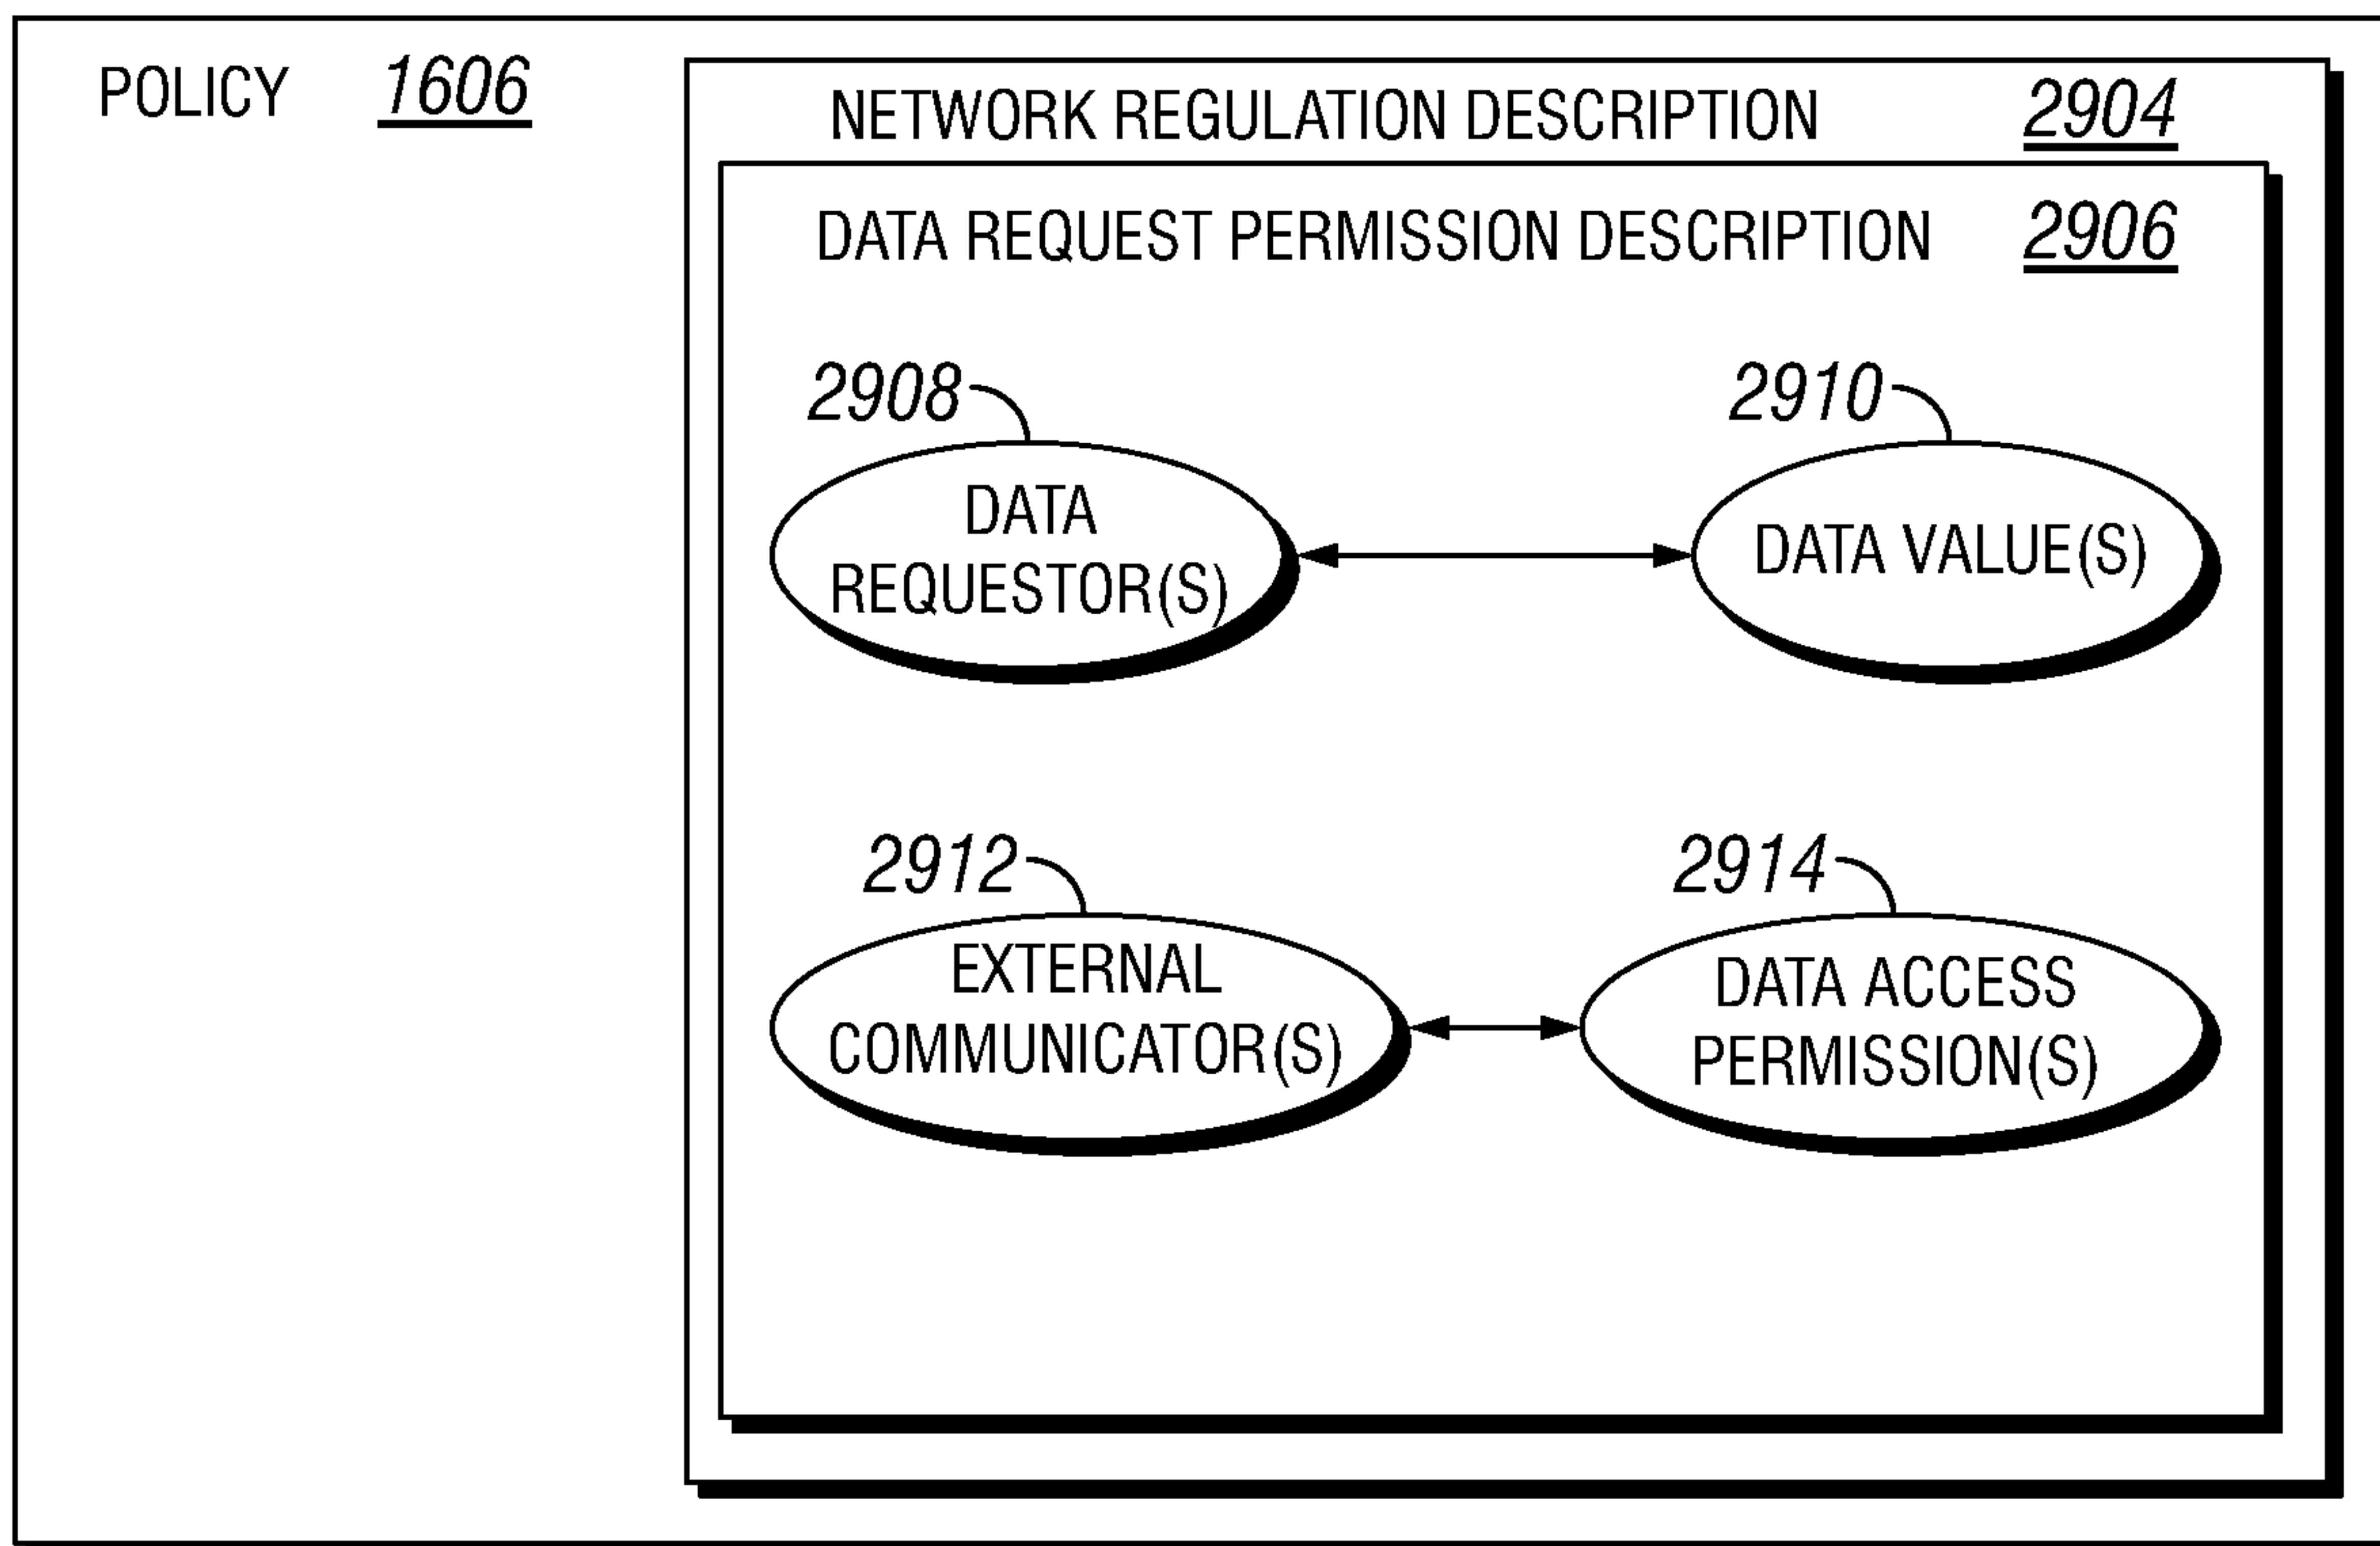 POLICY 1606
NETWORK REGULATION DESCRIPTION 2904
DATA REQUEST PERMISSION DESCRIPTION 2906
2908
DATA
REQUESTOR(S)
2910
DATA VALUE(S)
2912
EXTERNAL
COMMUNICATOR(S)
2914
DATA ACCESS
PERMISSION(S)